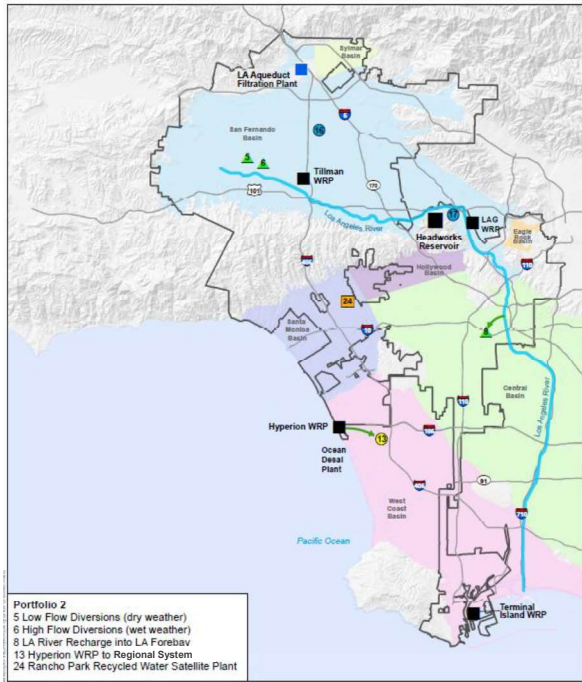 Sylmar
Basin
LA Aqueduct
Filtration Plant
5
16
San Fernando
Basin
5
6
Tillman
WRP
170
101
17
LAG
WRP
Los Angeles River
Headworks
Reservoir
Eagle
Rock
Basin
Hollywood
Basin
24
Santa
Monica
Basin
10
8
Central
Basin
Los Angeles River
Hyperion WRP
13
Ocean
Desal
Plant
91
West
Coast
Basin
710
Pacific Ocean
Terminal
Island WRP
Portfolio 2
5 Low Flow Diversions (dry weather)
6 High Flow Diversions (wet weather)
8 LA River Recharge into LA Forebay
13 Hyperion WRP to Regional System
24 Rancho Park Recycled Water Satellite Plant